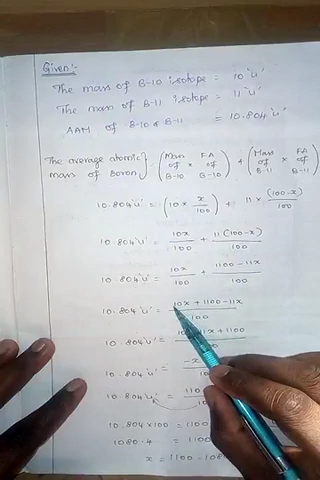 Given:-
The mass of B-10 isotope = 10 'u'
The mass of B-11 isotope = 11 'u'
AAM of B-10 & B-11 = 10.804 'u'
The average atomic mass of Boron } = (Mass of B-10 × FA of B-10) + (Mass of B-11 × FA of B-11)
10.804 'u' = (10 × x/100) + 11 × (100-x)/100
10.804 'u' = 10x/100 + 11(100-x)/100
10.804 'u' = 10x/100 + 1100-11x/100
10.804 'u' = 10x + 1100 - 11x/100
10.804 'u' = 11x + 1100
10.804 'u' = -x
10.804 'u' =
10.804 × 100 = 1100
1080.4 = 1100
x = 1100 - 108